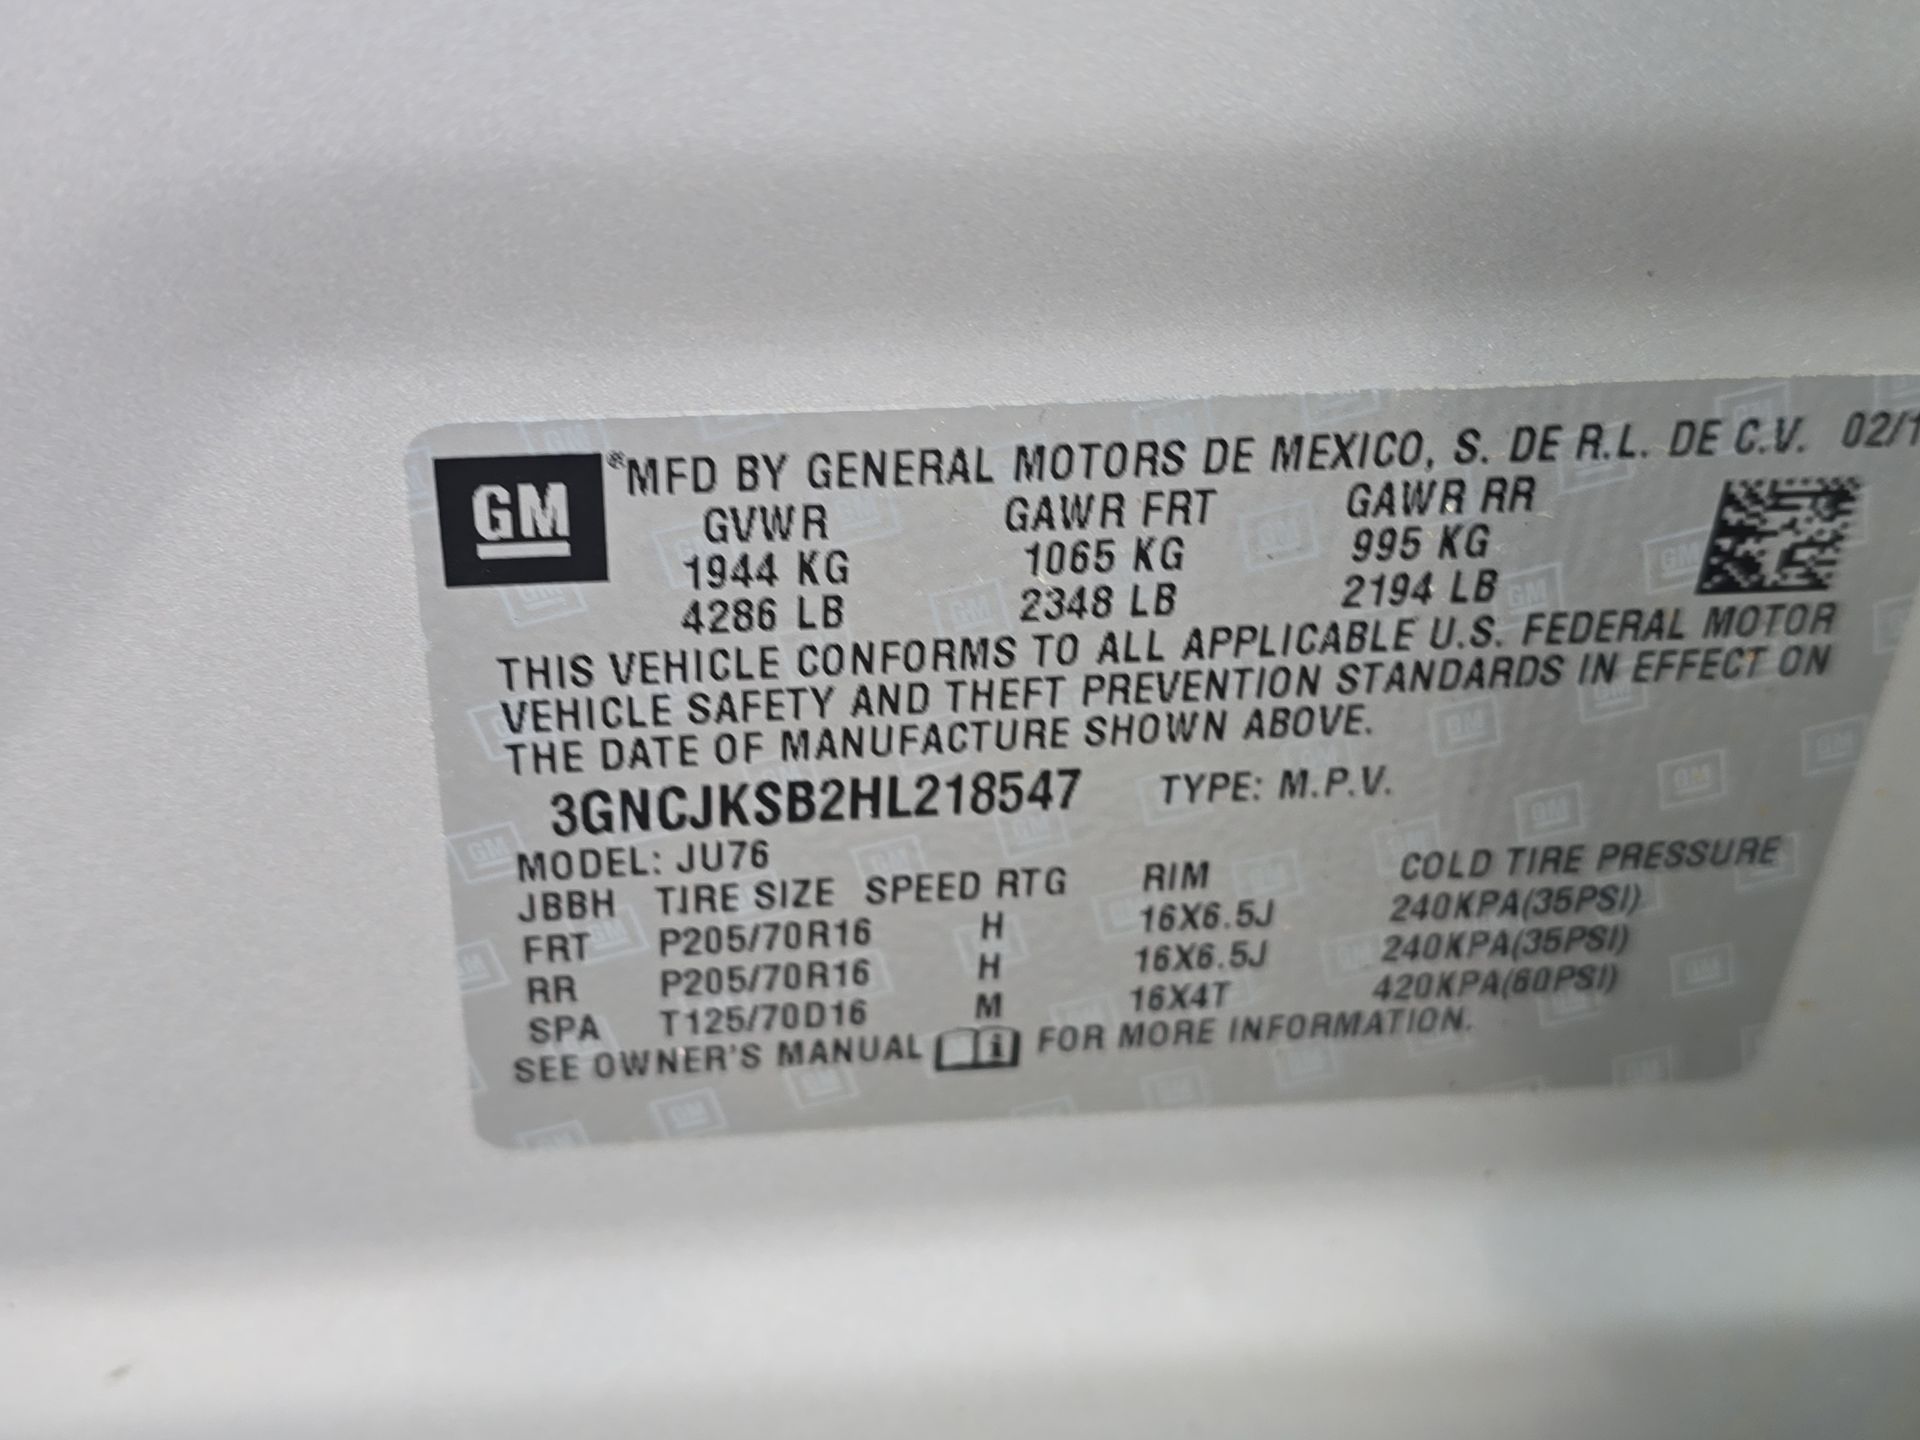 GM ®MFD BY GENERAL MOTORS DE MEXICO, S. DE R.L. DE C.V. 02/1
GVWR GAWR FRT GAWR RR
1944 KG 1065 KG 995 KG
4286 LB 2348 LB 2194 LB
THIS VEHICLE CONFORMS TO ALL APPLICABLE U.S. FEDERAL MOTOR
VEHICLE SAFETY AND THEFT PREVENTION STANDARDS IN EFFECT ON
THE DATE OF MANUFACTURE SHOWN ABOVE.
3GNCJKSB2HL218547 TYPE: M.P.V.
MODEL: JU76
JBBH TIRE SIZE SPEED RTG RIM COLD TIRE PRESSURE
FRT P205/70R16 H 16X6.5J 240KPA(35PSI)
RR P205/70R16 H 16X6.5J 240KPA(35PSI)
SPA T125/70D16 M 16X4T 420KPA(60PSI)
SEE OWNER'S MANUAL i FOR MORE INFORMATION.